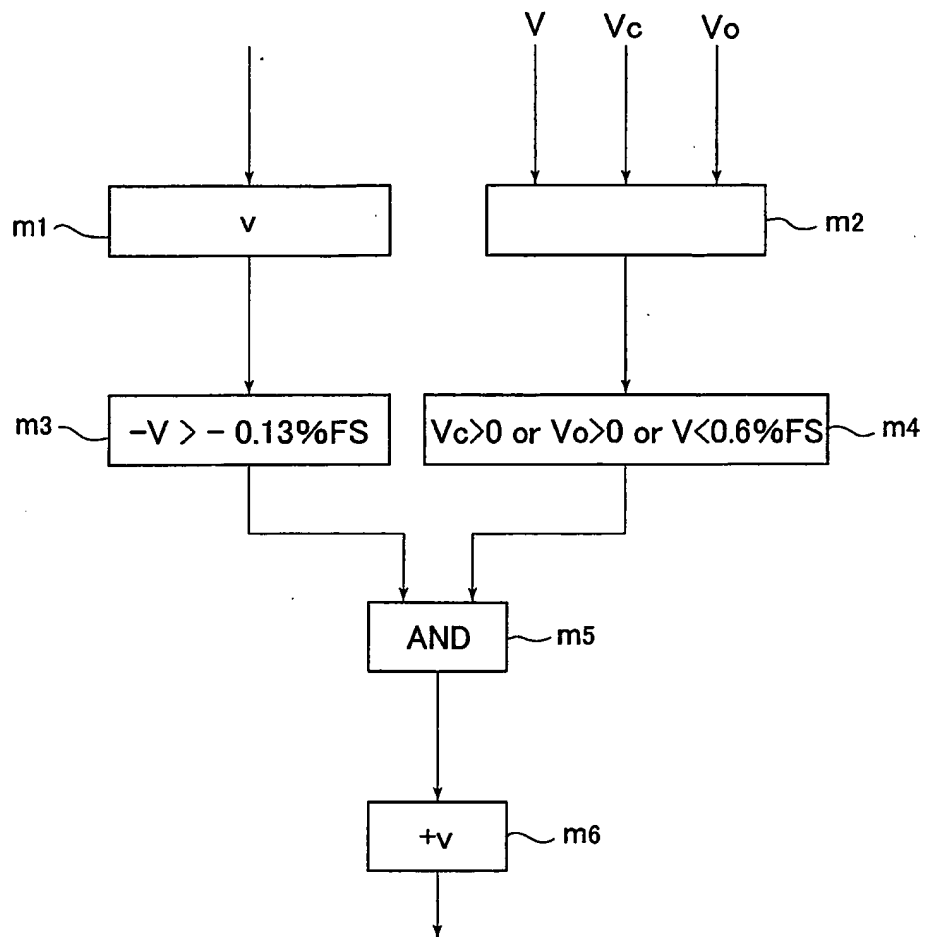 V Vc Vo
m1 v m2
m3 -V > - 0.13%FS Vc>0 or Vo>0 or V<0.6%FS m4
AND m5
+v m6